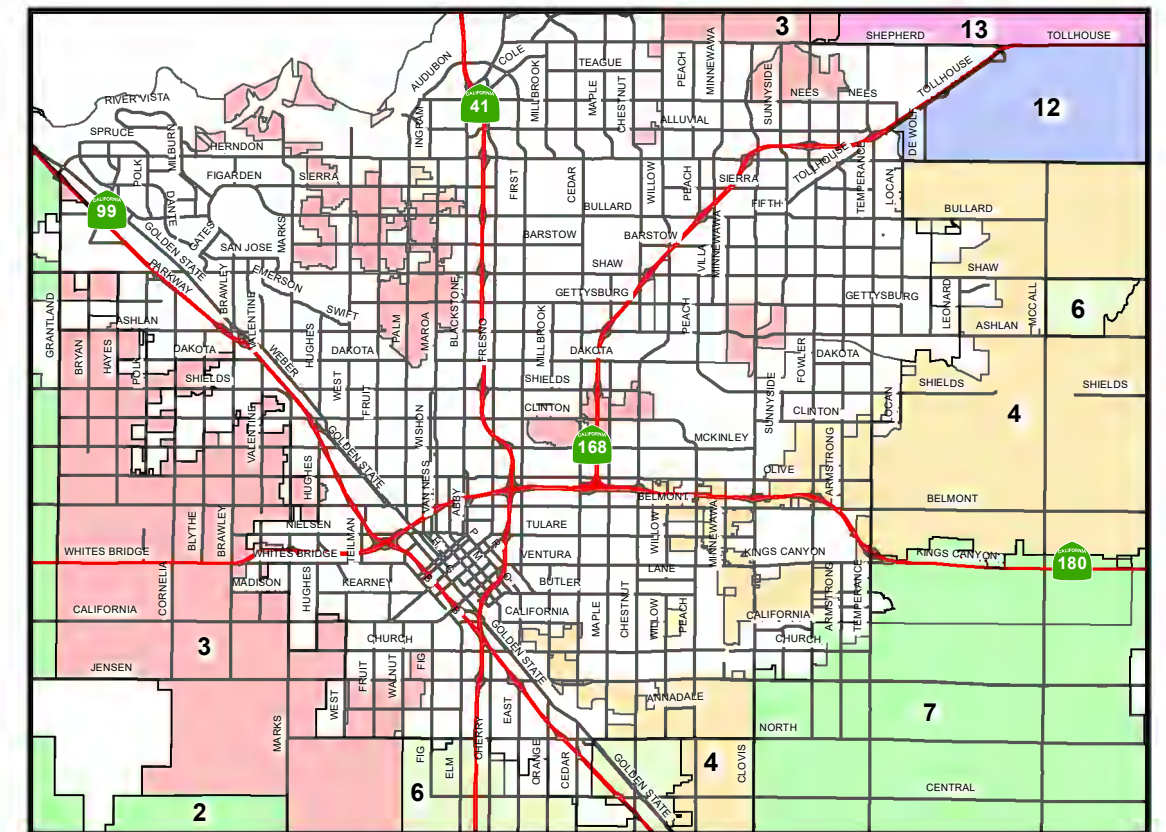 3
13
SHEPHERD
TOLLHOUSE
COLE
AUDUBON
TEAGUE
PEACH
MINNEWAWA
MILLBROOK
MAPLE
CHESTNUT
SUNNYSIDE
NEES
NEES
TOLLHOUSE
CALIFORNIA
41
12
RIVER VISTA
SPRUCE
MILBURN
HERNDON
INGRAM
ALLUVIAL
DE WOLF
TOLLHOUSE
POLK
FIGARDEN
SIERRA
FIRST
CEDAR
WILLOW
PEACH
SIERRA
TEMPERANCE
LOCAN
CALIFORNIA
99
DANTE
GATES
MARKS
BULLARD
FIFTH
BULLARD
GOLDEN STATE
SAN JOSE
BARSTOW
BARSTOW
VILLA
MINNEWAWA
PARKWAY
EMERSON
SHAW
SHAW
GRANTLAND
BRAWLEY
VALENTINE
SWIFT
GETTYSBURG
GETTYSBURG
LEONARD
MCCALL
6
ASHLAN
HUGHES
PALM
MAROA
BLACKSTONE
FRESNO
MILLBROOK
PEACH
ASHLAN
BRYAN
HAYES
POLK
DAKOTA
WEBER
DAKOTA
DAKOTA
FOWLER
DAKOTA
SHIELDS
WEST
FRUIT
SHIELDS
SUNNYSIDE
LOCAN
SHIELDS
SHIELDS
VALENTINE
WISHON
CLINTON
CLINTON
4
GOLDEN STATE
CALIFORNIA
168
MCKINLEY
HUGHES
VAN NESS
ABBY
OLIVE
ARMSTRONG
BELMONT
BELMONT
BLYTHE
BRAWLEY
NIELSEN
EILMAN
TULARE
WILLOW
MINNEWAWA
WHITES BRIDGE
WHITES BRIDGE
VENTURA
KINGS CANYON
KINGS CANYON
CALIFORNIA
180
CORNELIA
MADISON
HUGHES
KEARNEY
BUTLER
LANE
ARMSTRONG
TEMPERANCE
CALIFORNIA
CALIFORNIA
MAPLE
CHESTNUT
WILLOW
PEACH
CALIFORNIA
3
CHURCH
GOLDEN STATE
CHURCH
JENSEN
FRUIT
WALNUT
FIG
WEST
ANNADALE
7
MARKS
CHERRY
EAST
NORTH
FIG
ELM
ORANGE
CEDAR
GOLDEN STATE
4
CLOVIS
CENTRAL
2
6